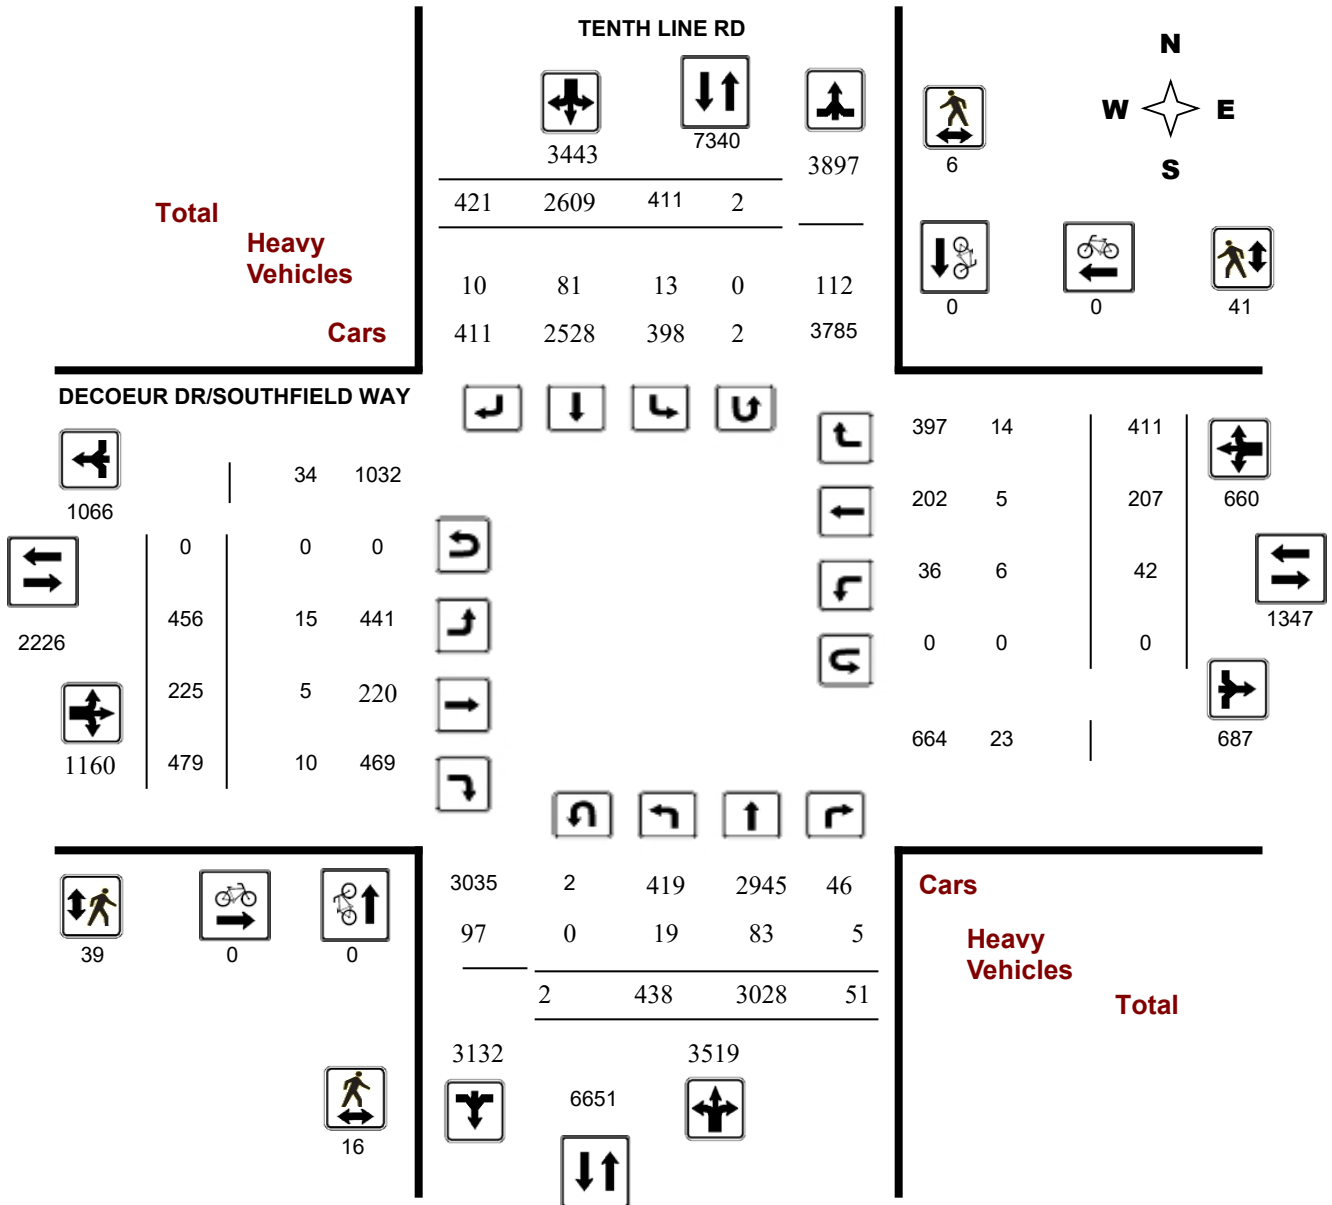 TENTH LINE RD
N
W E
S
3443 7340 3897 6
421 2609 411 2
Total
Heavy
Vehicles
10 81 13 0 112 0 0 41
Cars 411 2528 398 2 3785
DECOEUR DR/SOUTHFIELD WAY
397 14 411
34 1032
1066 202 5 207 660
0 0 0
36 6 42
456 15 441 1347
2226 0 0 0
225 5 220
664 23 687
1160 479 10 469
3035 2 419 2945 46 Cars
97 0 19 83 5 Heavy
39 0 0 Vehicles
2 438 3028 51 Total
3132 3519
6651
16